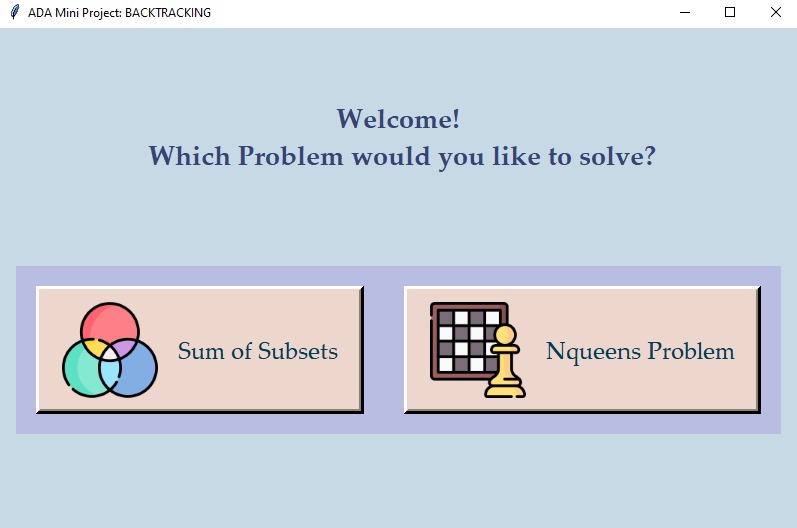 ADA Mini Project: BACKTRACKING
Welcome!
Which Problem would you like to solve?
Sum of Subsets
Nqueens Problem